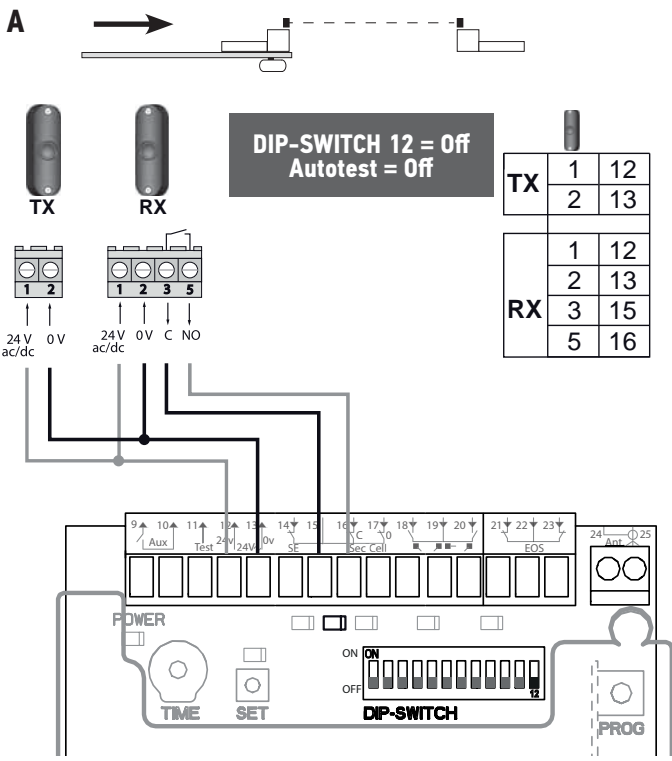 A
DIP-SWITCH 12 = Off
Autotest = Off
TX
RX
TX 1 12
2 13
RX 1 12
2 13
3 15
5 16
1 2
1 2 3 5
24 V ac/dc
0 V
24 V ac/dc
0 V
C
NO
9 10 11 12 13 14 15 16 17 18 19 20 21 22 23
Aux
Test
24v
24V
0v
SE
C
0
Sec Cell
EOS
24 25
Ant.
POWER
ON ON
OFF
12
TIME SET DIP-SWITCH
PROG